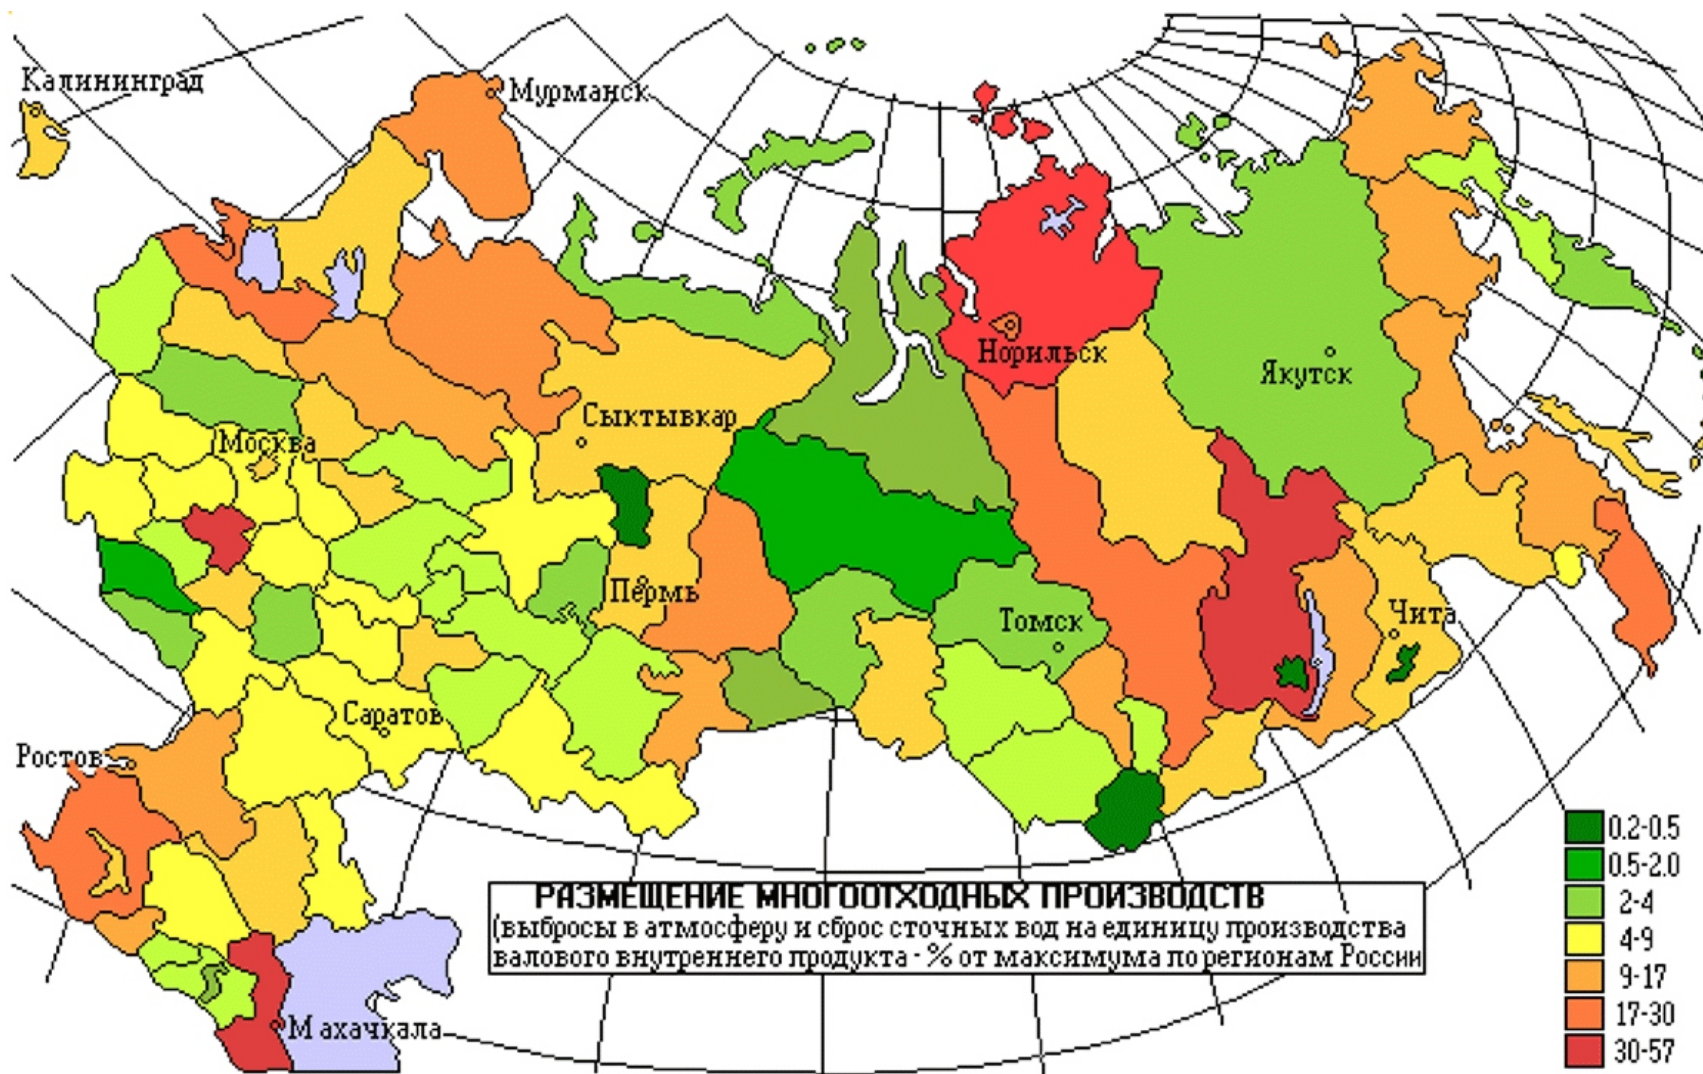 Калининград
Мурманск
Норильск
Якутск
Сыктывкар
Москва
Пермь
Томск
Чита
Саратов
Ростов
Махачкала
РАЗМЕЩЕНИЕ МНОГООТХОДНЫХ ПРОИЗВОДСТВ
(выбросы в атмосферу и сброс сточных вод на единицу производства
валового внутреннего продукта - % от максимума по регионам России
0.2-0.5
0.5-2.0
2-4
4-9
9-17
17-30
30-57